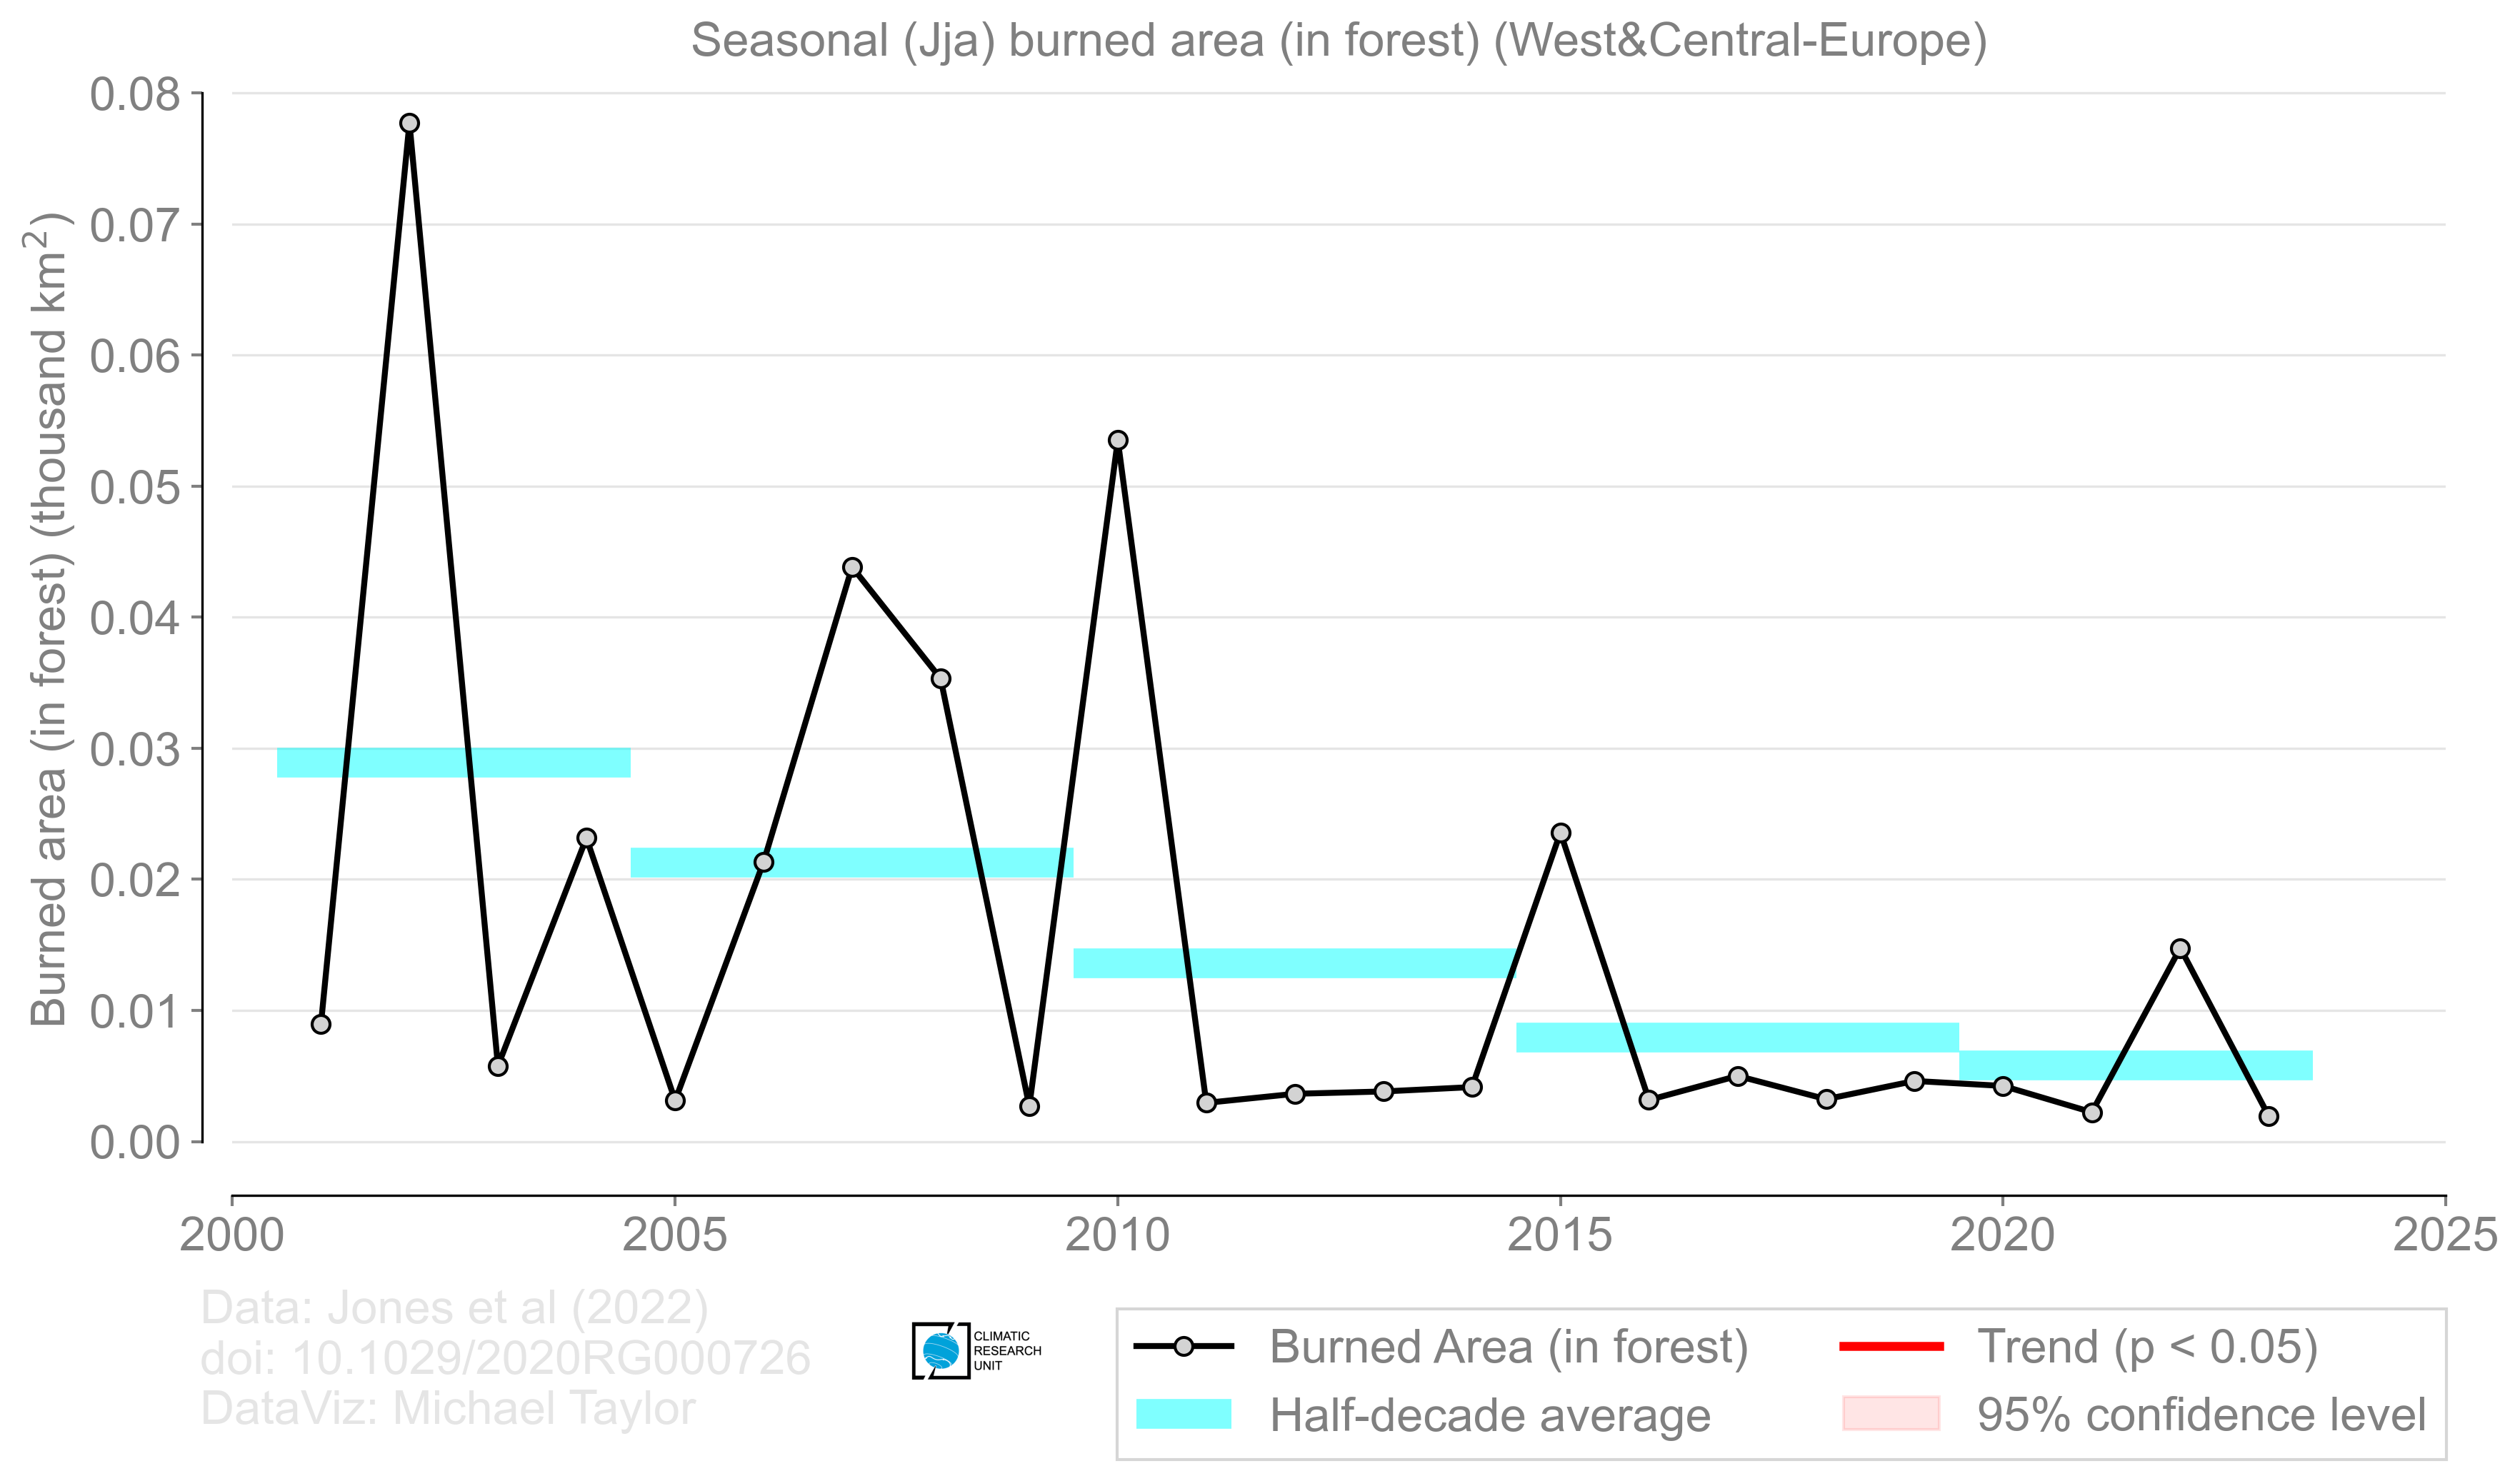 Seasonal (Jja) burned area (in forest) (West&Central-Europe)
Burned area (in forest) (thousand km²)
0.08
0.07
0.06
0.05
0.04
0.03
0.02
0.01
0.00
2000 2005 2010 2015 2020 2025
Data: Jones et al (2022)
doi: 10.1029/2020RG000726
DataViz: Michael Taylor
CLIMATIC
RESEARCH
UNIT
Burned Area (in forest)
Half-decade average
Trend (p < 0.05)
95% confidence level